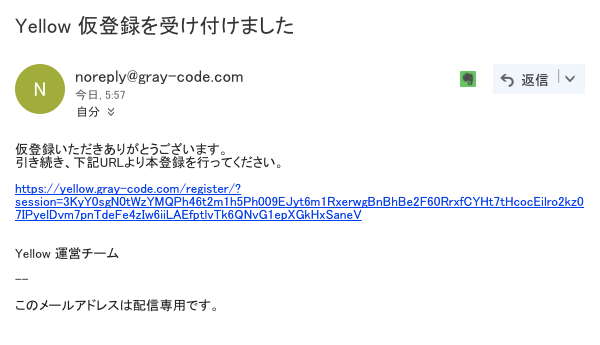 Yellow 仮登録を受け付けました
N
noreply@gray-code.com
返信
今日, 5:57
自分
仮登録いただきありがとうございます。
引き続き、下記URLより本登録を行ってください。
https://yellow.gray-code.com/register/?
session=3KyY0sgN0tWzYMQPh46t2m1h5Ph009EJyt6m1RxerwgBnBhBe2F60RrxfCYHt7tHcocEilro2kz0
7IPyelDvm7pnTdeFe4zIw6iiLAEfptlvTk6QNvG1epXGkHxSaneV
Yellow 運営チーム
--
このメールアドレスは配信専用です。